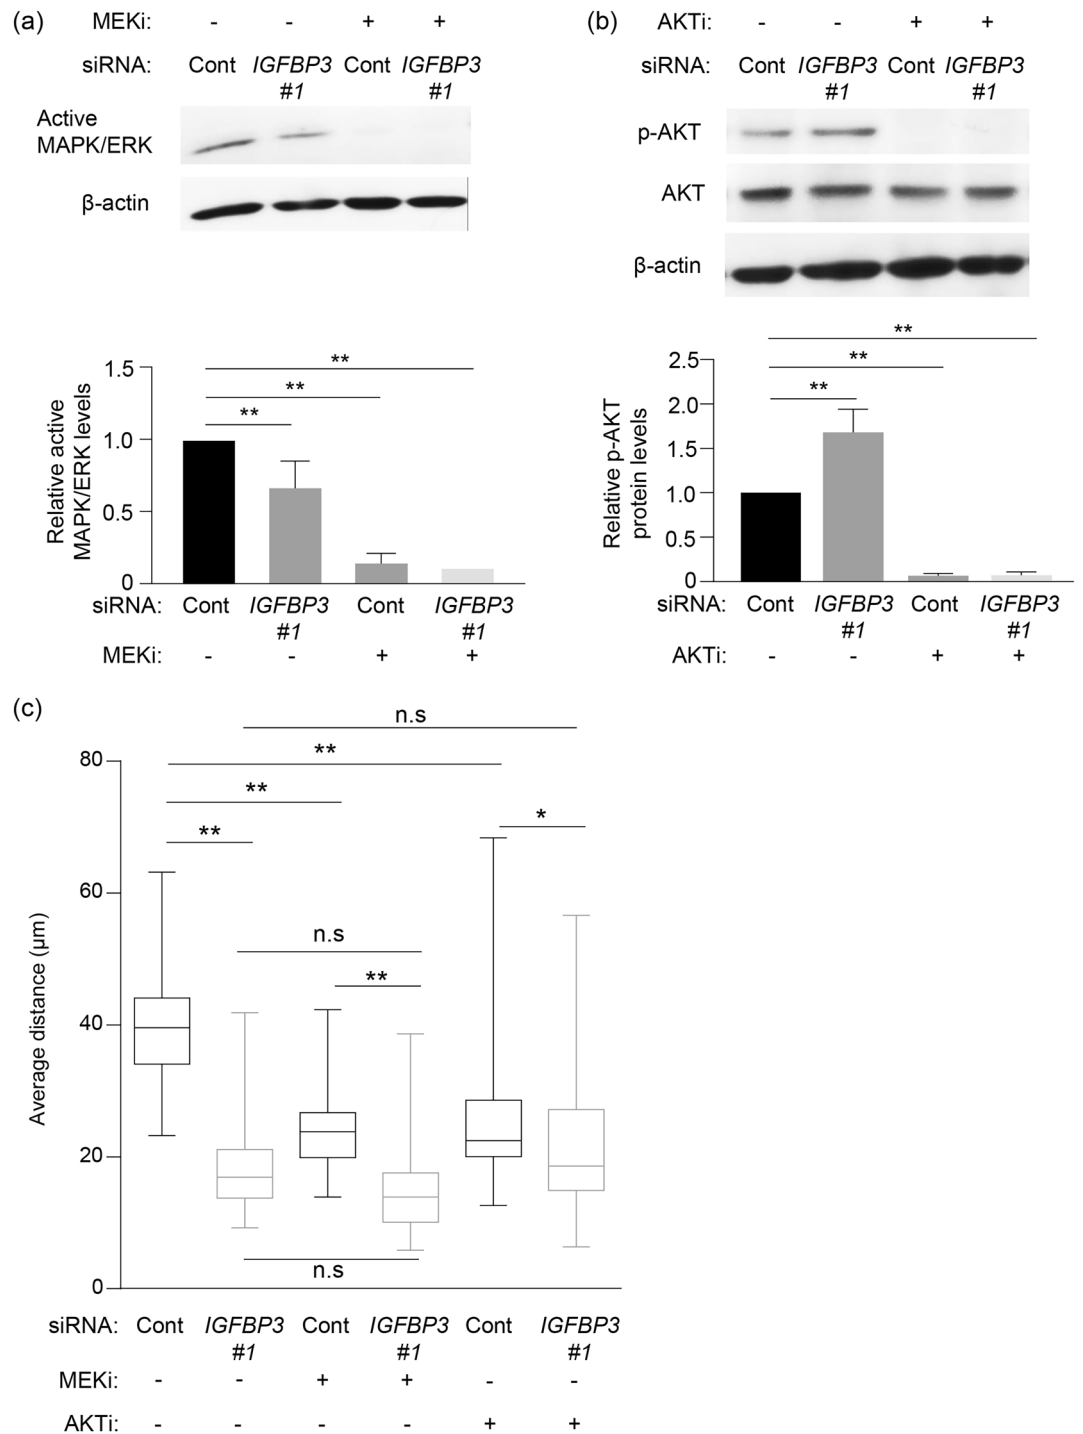 (a)
MEKi: - - + +
siRNA: Cont IGFBP3 Cont IGFBP3
#1 #1
Active
MAPK/ERK
β-actin
** 
**
**
1.5
1.0
0.5
0
Relative active
MAPK/ERK levels
siRNA: Cont IGFBP3 Cont IGFBP3
#1 #1
MEKi: - - + +
(b)
AKTi: - - + +
siRNA: Cont IGFBP3 Cont IGFBP3
#1 #1
p-AKT
AKT
β-actin
**
**
**
2.5
2.0
1.5
1.0
0.5
0
Relative p-AKT
protein levels
siRNA: Cont IGFBP3 Cont IGFBP3
#1 #1
AKTi: - - + +
(c)
n.s
**
**
**
*
n.s
**
n.s
80
60
40
20
0
Average distance (μm)
siRNA: Cont IGFBP3 Cont IGFBP3 Cont IGFBP3
#1 #1 #1
MEKi: - - + + - -
AKTi: - - - - + +